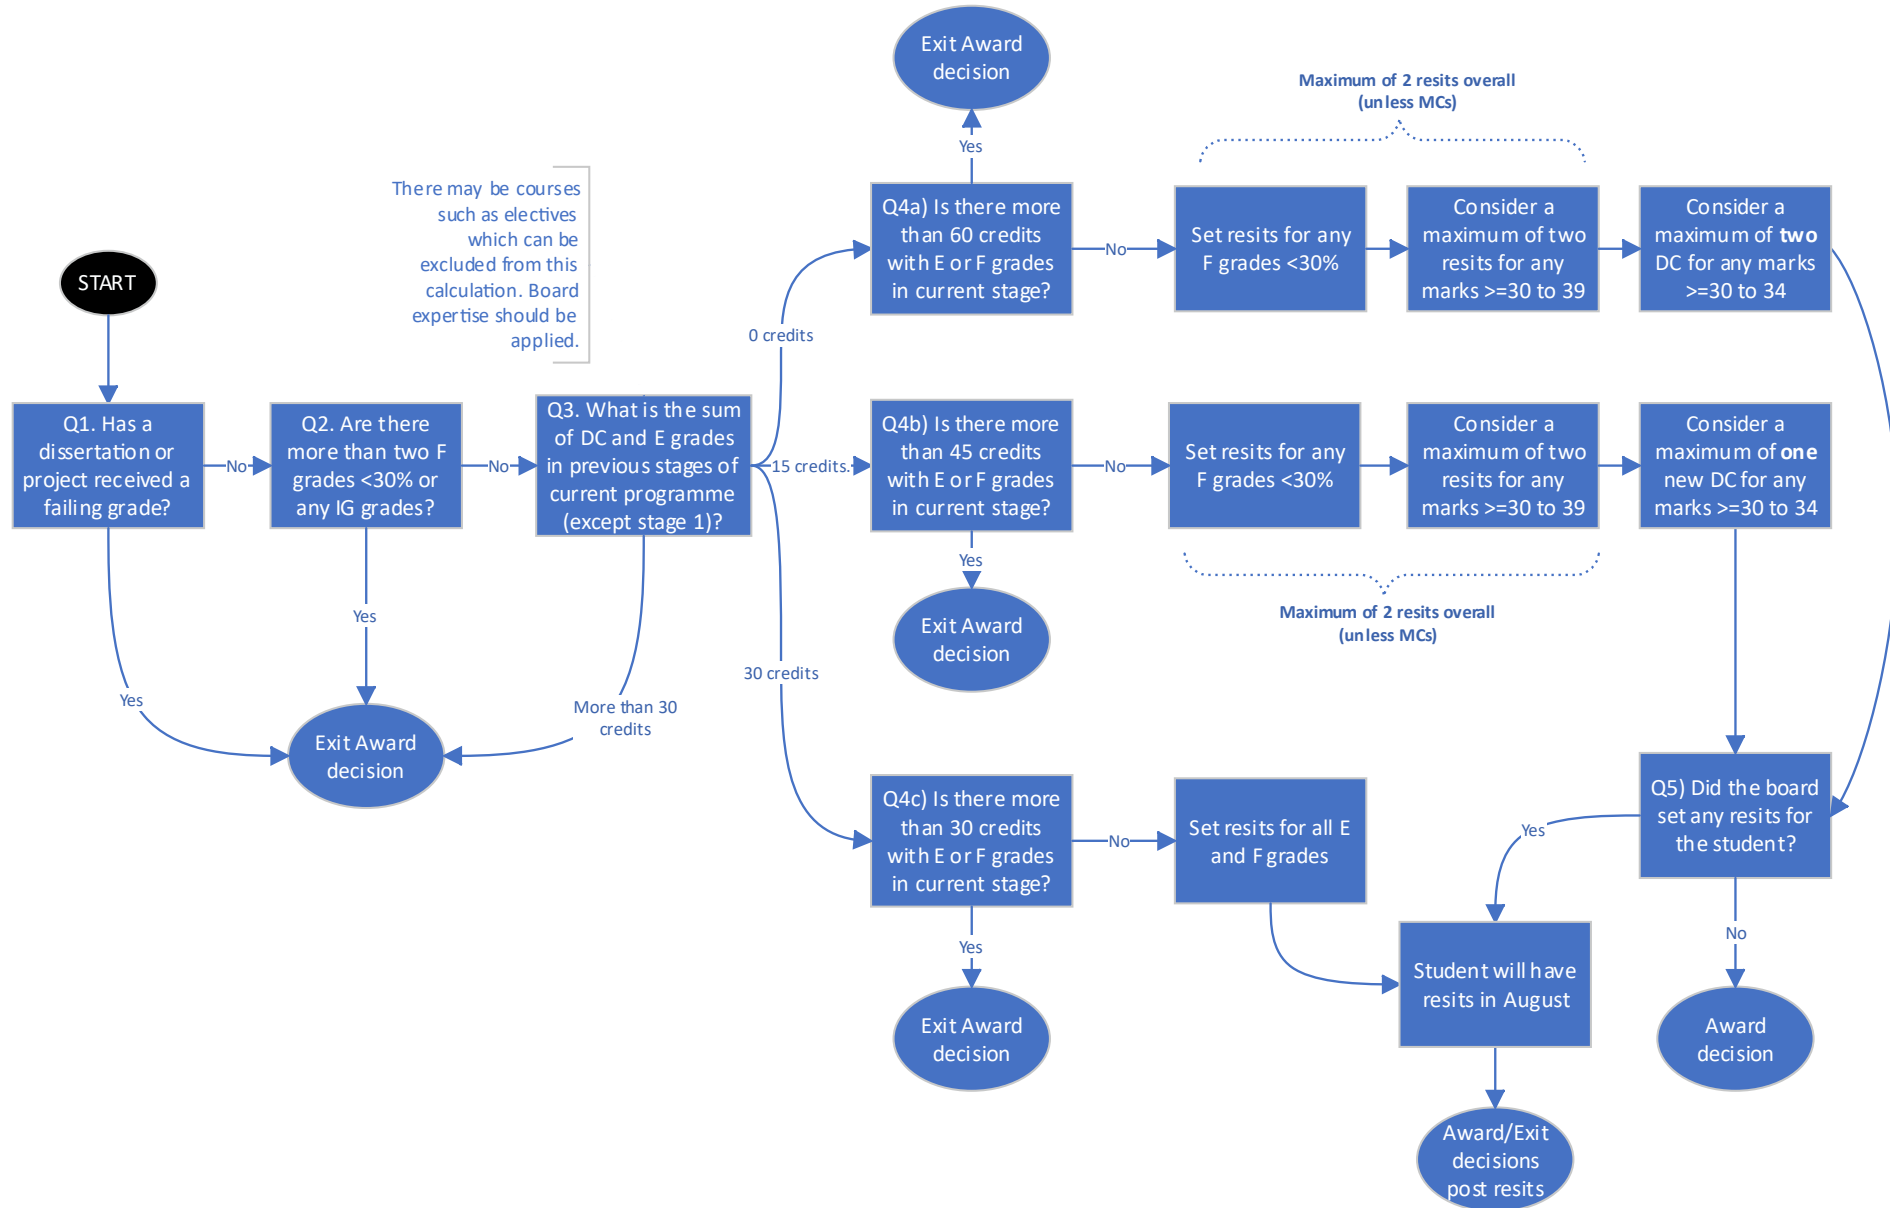 START
Q1. Has a
dissertation or
project received a
failing grade?
No
Yes
Q2. Are there
more than two F
grades <30% or
any IG grades?
No
Yes
Exit Award
decision
There may be courses
such as electives
which can be
excluded from this
calculation. Board
expertise should be
applied.
Q3. What is the sum
of DC and E grades
in previous stages of
current programme
(except stage 1)?
More than 30
credits
0 credits
15 credits.
30 credits
Exit Award
decision
Yes
Q4a) Is there more
than 60 credits
with E or F grades
in current stage?
No
Maximum of 2 resits overall
(unless MCs)
Set resits for any
F grades <30%
Consider a
maximum of two
resits for any
marks >=30 to 39
Consider a
maximum of two
DC for any marks
>=30 to 34
Q4b) Is there more
than 45 credits
with E or F grades
in current stage?
No
Yes
Exit Award
decision
Set resits for any
F grades <30%
Consider a
maximum of two
resits for any
marks >=30 to 39
Consider a
maximum of one
new DC for any
marks >=30 to 34
Maximum of 2 resits overall
(unless MCs)
Q4c) Is there more
than 30 credits
with E or F grades
in current stage?
No
Yes
Exit Award
decision
Set resits for all E
and F grades
Q5) Did the board
set any resits for
the student?
Yes
No
Student will have
resits in August
Award
decision
Award/Exit
decisions
post resits